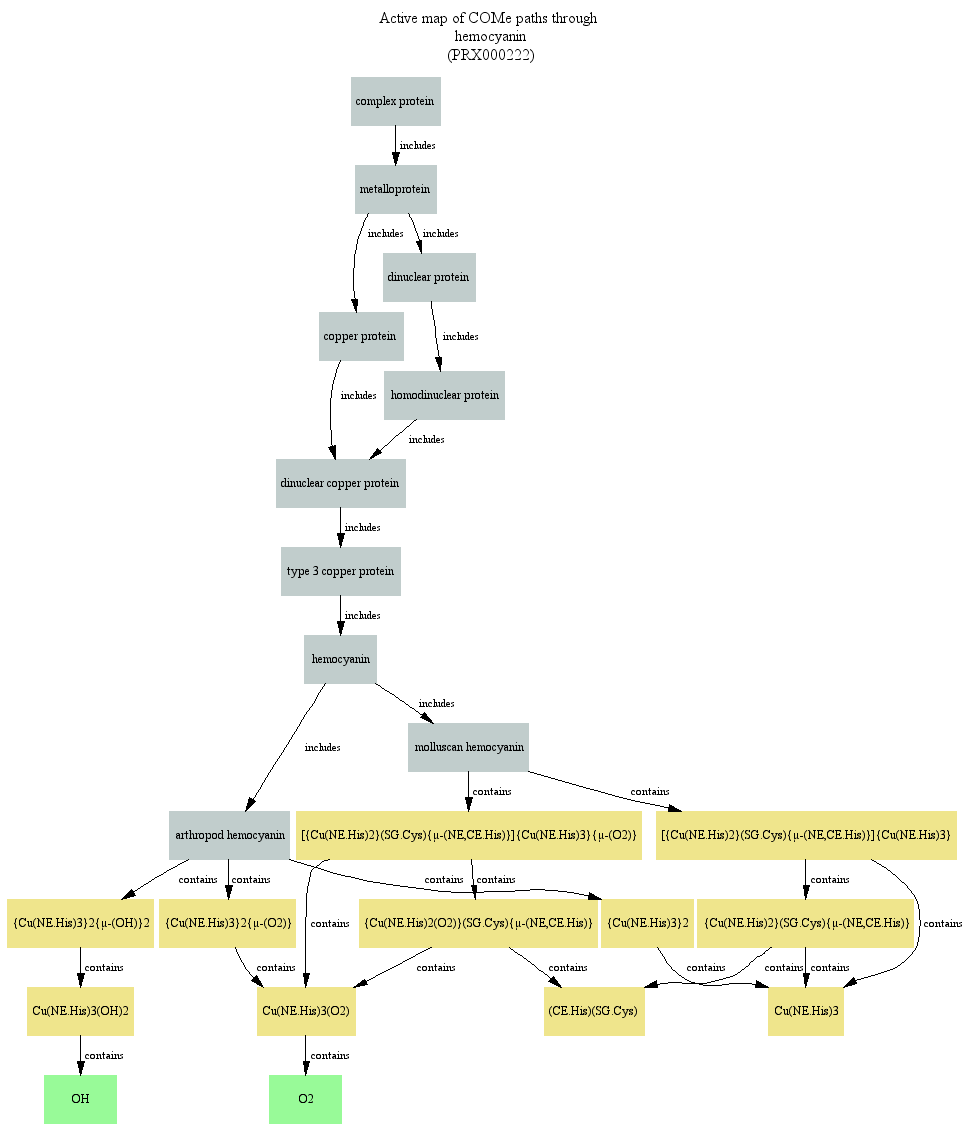 Active map of COMe paths through
hemocyanin
(PRX000222)
complex protein
includes
metalloprotein
includes
includes
dinuclear protein
copper protein
includes
homodinuclear protein
includes
includes
dinuclear copper protein
includes
type 3 copper protein
includes
hemocyanin
includes
molluscan hemocyanin
includes
contains
contains
arthropod hemocyanin
[{Cu(NE.His)2}(SG.Cys){μ-(NE,CE.His)}]{Cu(NE.His)3}{μ-(O2)}
[{Cu(NE.His)2}(SG.Cys){μ-(NE,CE.His)}]{Cu(NE.His)3}
contains
contains
contains
contains
contains
{Cu(NE.His)3}2{μ-(OH)}2
{Cu(NE.His)3}2{μ-(O2)}
contains
{Cu(NE.His)2(O2)}(SG.Cys){μ-(NE,CE.His)}
{Cu(NE.His)3}2
{Cu(NE.His)2}(SG.Cys){μ-(NE,CE.His)}
contains
contains
contains
contains
contains
contains
contains
contains
Cu(NE.His)3(OH)2
Cu(NE.His)3(O2)
(CE.His)(SG.Cys)
Cu(NE.His)3
contains
contains
OH
O2